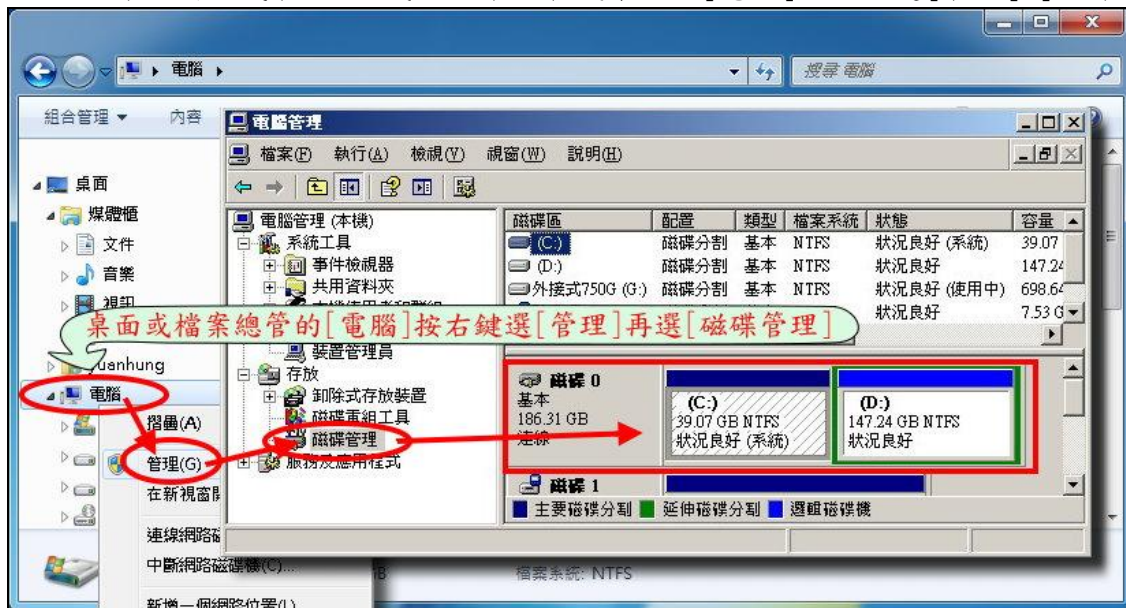 電腦
搜尋 電腦
組合管理
內容
桌面
媒體櫃
文件
音樂
視訊
yuanhung
電腦
摺疊(A)
管理(G)
連線網路磁
中斷網路磁碟機(C)...
新增一個網路位置(L)
檔案系統: NTFS
電腦管理
檔案(F) 執行(A) 檢視(V) 視窗(W) 說明(H)
電腦管理 (本機)
系統工具
事件檢視器
共用資料夾
裝置管理員
存放
卸除式存放裝置
磁碟重組工具
磁碟管理
服務及應用程式
磁碟區 配置 類型 檔案系統 狀態 容量
(C:) 磁碟分割 基本 NTFS 狀況良好 (系統) 39.07
(D:) 磁碟分割 基本 NTFS 狀況良好 147.24
外接式750G (G:) 磁碟分割 基本 NTFS 狀況良好 (使用中) 698.64
狀況良好 7.53 G
桌面或檔案總管的[電腦]按右鍵選[管理]再選[磁碟管理]
磁碟 0
基本
186.31 GB
連線
(C:)
39.07 GB NTFS
狀況良好 (系統)
(D:)
147.24 GB NTFS
狀況良好
磁碟 1
主要磁碟分割 延伸磁碟分割 邏輯磁碟機